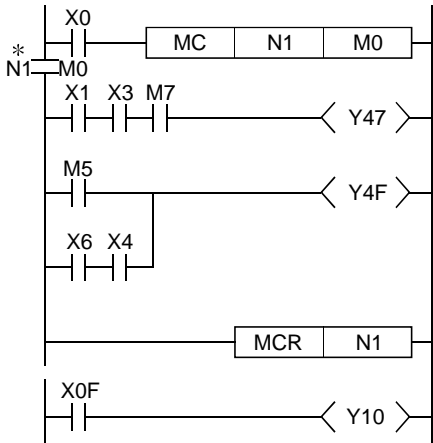 X0
MC N1 M0
*
N1 M0
X1 X3 M7
Y47
M5
Y4F
X6 X4
MCR N1
X0F
Y10